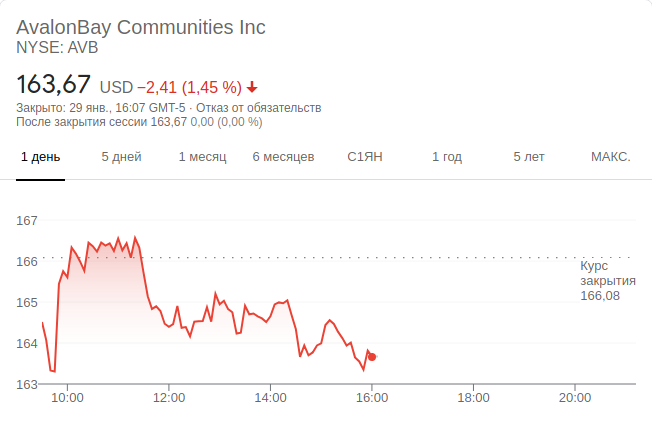 AvalonBay Communities Inc
NYSE: AVB
163,67 USD −2,41 (1,45 %)
Закрыто: 29 янв., 16:07 GMT-5 · Отказ от обязательств
После закрытия сессии 163,67 0,00 (0,00 %)
1 день 5 дней 1 месяц 6 месяцев С1ЯН 1 год 5 лет МАКС.
167
166
165
164
163
Курс
закрытия
166,08
10:00 12:00 14:00 16:00 18:00 20:00